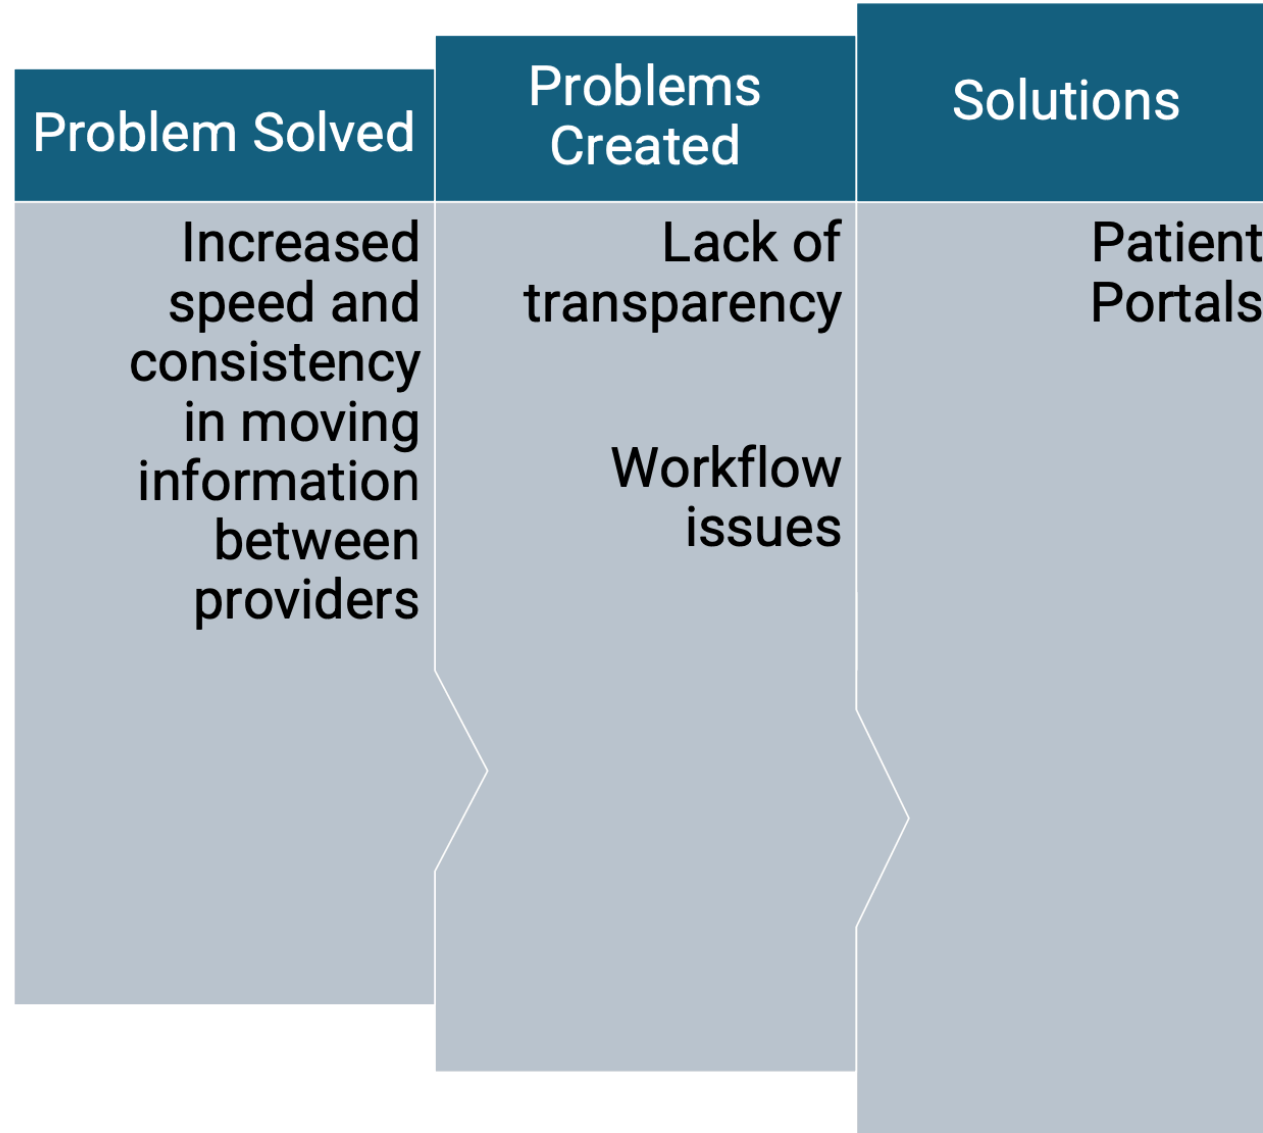 Problem Solved
Increased
speed and
consistency
in moving
information
between
providers
Problems
Created
Lack of
transparency
Workflow
issues
Solutions
Patient
Portals